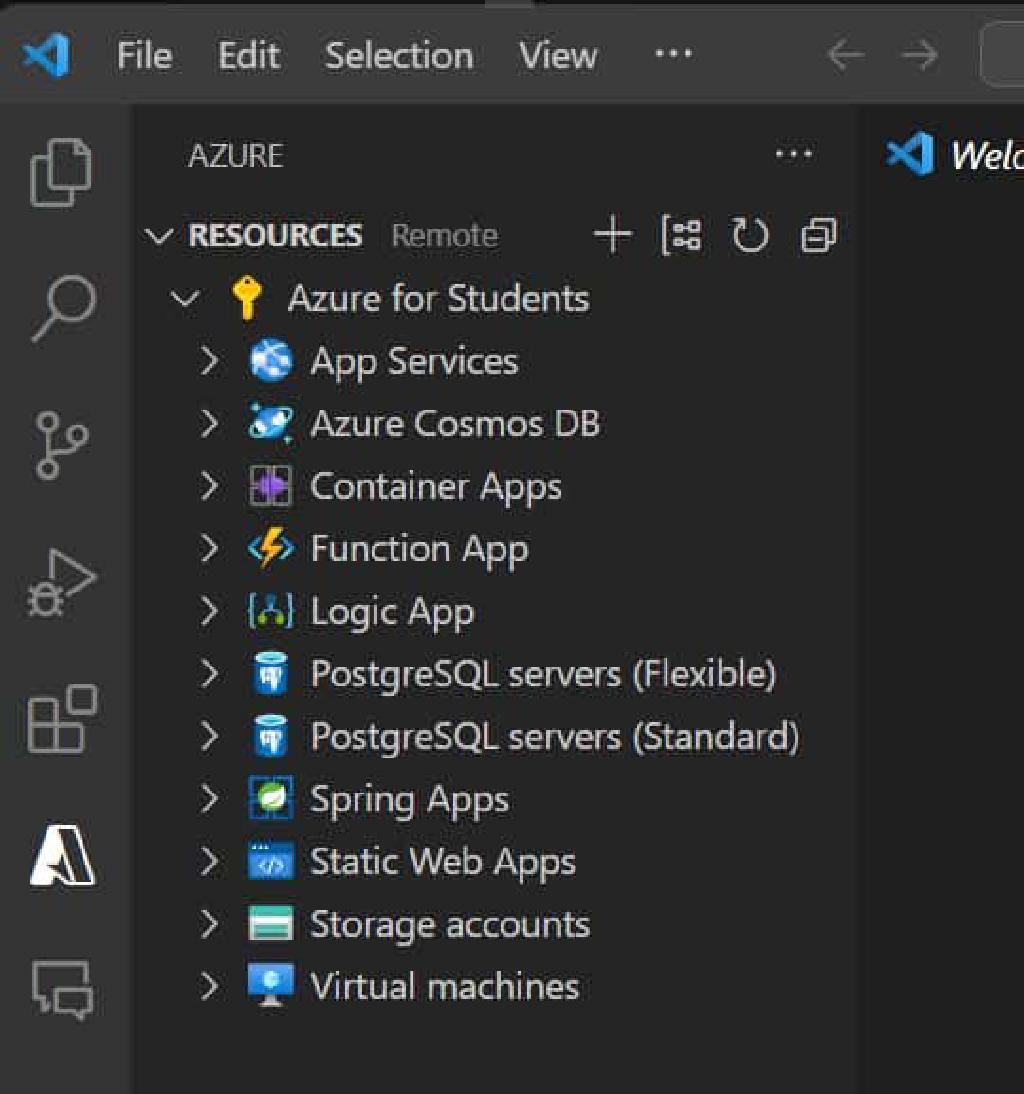 File Edit Selection View ...
AZURE ...
RESOURCES Remote
Azure for Students
App Services
Azure Cosmos DB
Container Apps
Function App
Logic App
PostgreSQL servers (Flexible)
PostgreSQL servers (Standard)
Spring Apps
Static Web Apps
Storage accounts
Virtual machines